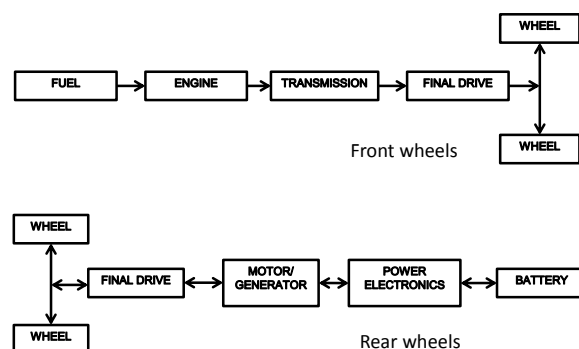 WHEEL
FUEL
ENGINE
TRANSMISSION
FINAL DRIVE
WHEEL
Front wheels
WHEEL
FINAL DRIVE
MOTOR/
GENERATOR
POWER
ELECTRONICS
BATTERY
WHEEL
Rear wheels